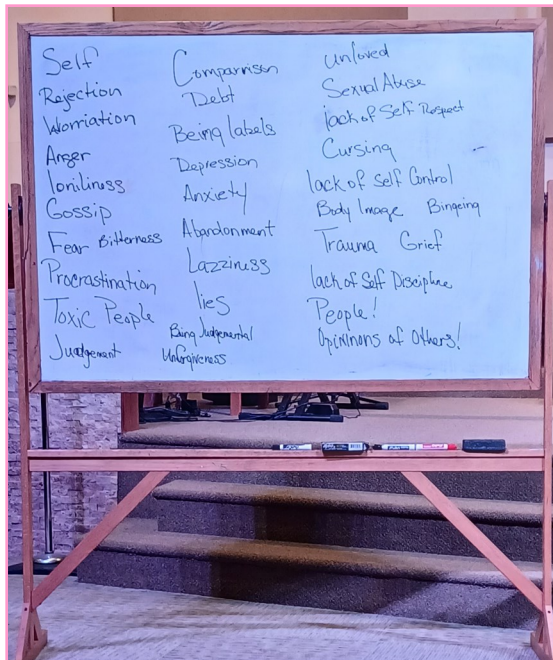 Self
Rejection
Worriation
Anger
loniliness
Gossip
Fear Bitterness
Procrastination
Toxic People
Juadgement
Comparrison
Debt
Being labels
Depression
Anxiety
Abandonment
Lazziness
lies
Being Judgemental
Unforgiveness
unloved
Sexual Abuse
lack of Self Respect
Cursing
lack of Self Control
Body Image Bingeing
Trauma Grief
lack of Self Discipline
People!
Opininons of Others!